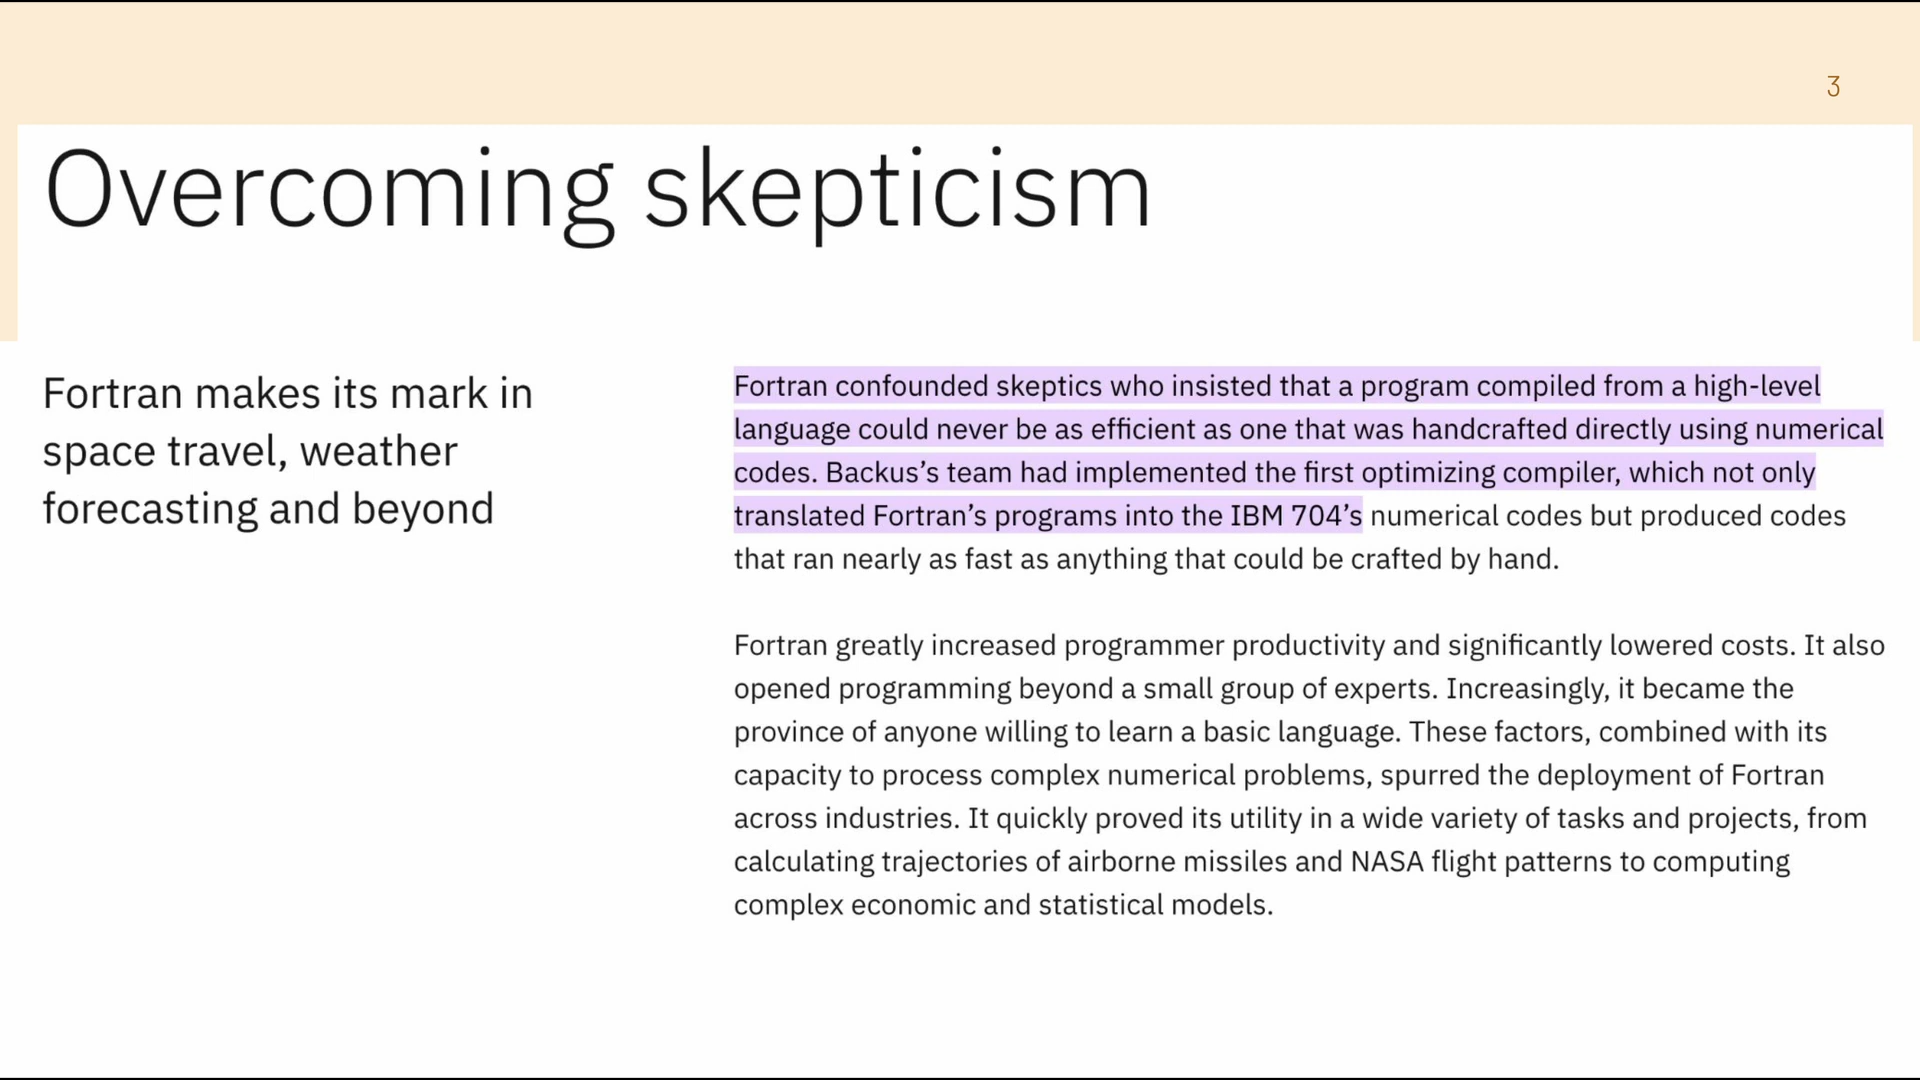 3
Overcoming skepticism
Fortran makes its mark in
space travel, weather
forecasting and beyond
Fortran confounded skeptics who insisted that a program compiled from a high-level
language could never be as efficient as one that was handcrafted directly using numerical
codes. Backus’s team had implemented the first optimizing compiler, which not only
translated Fortran’s programs into the IBM 704’s numerical codes but produced codes
that ran nearly as fast as anything that could be crafted by hand.
Fortran greatly increased programmer productivity and significantly lowered costs. It also
opened programming beyond a small group of experts. Increasingly, it became the
province of anyone willing to learn a basic language. These factors, combined with its
capacity to process complex numerical problems, spurred the deployment of Fortran
across industries. It quickly proved its utility in a wide variety of tasks and projects, from
calculating trajectories of airborne missiles and NASA flight patterns to computing
complex economic and statistical models.